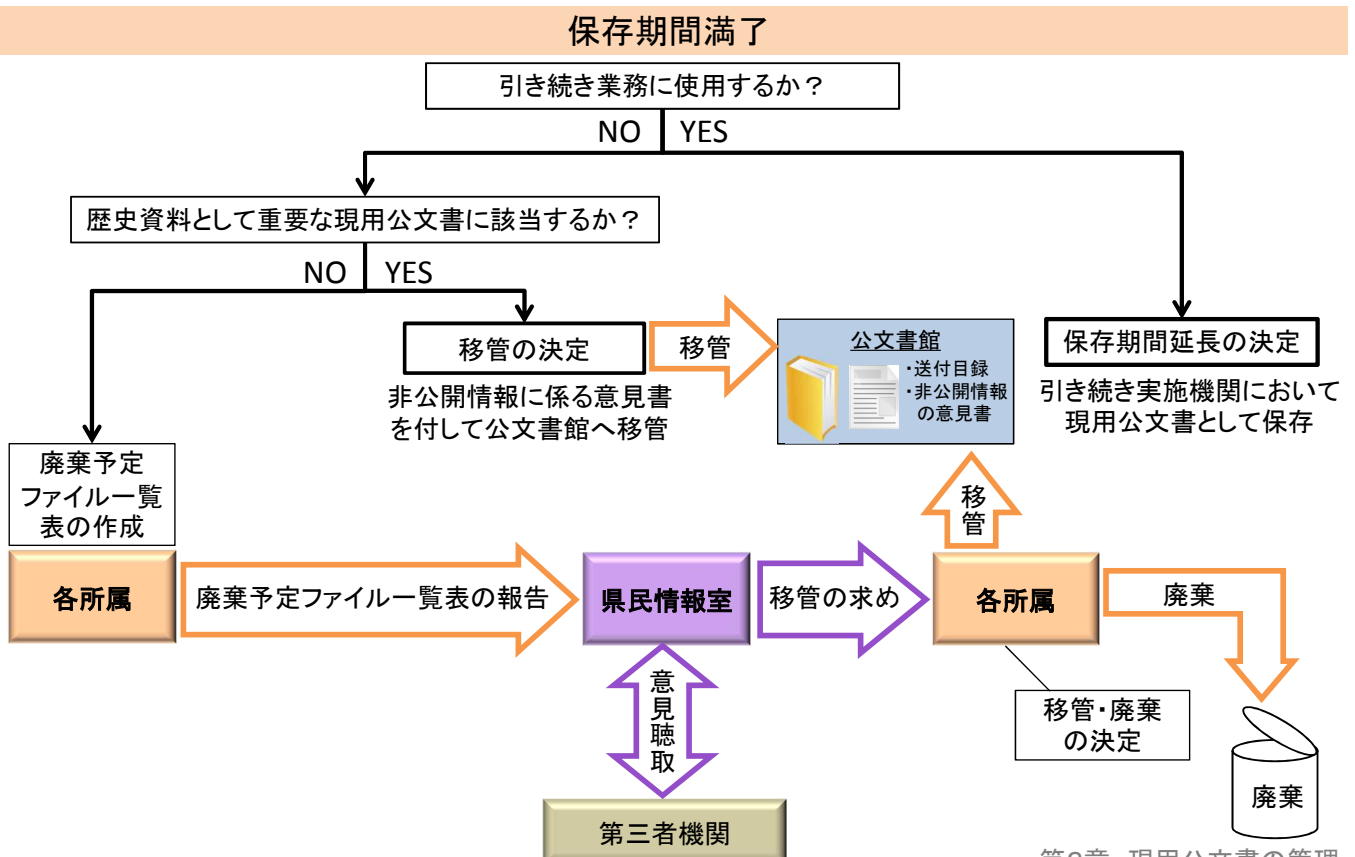 保存期間満了
引き続き業務に使用するか？
NO YES
歴史資料として重要な現用公文書に該当するか？
NO YES
移管の決定
移管
公文書館
・送付目録
・非公開情報
の意見書
保存期間延長の決定
非公開情報に係る意見書
を付して公文書館へ移管
引き続き実施機関において
現用公文書として保存
廃棄予定
ファイル一覧
表の作成
移管
各所属
廃棄予定ファイル一覧表の報告
県民情報室
移管の求め
各所属
廃棄
意見聴取
移管・廃棄
の決定
廃棄
第三者機関